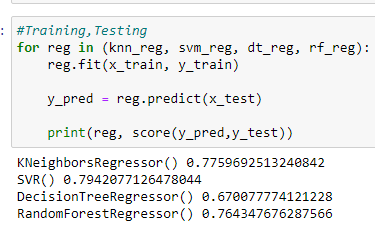 :
#Training,Testing
for reg in (knn_reg, svm_reg, dt_reg, rf_reg):
    reg.fit(x_train, y_train)
    y_pred = reg.predict(x_test)
    print(reg, score(y_pred,y_test))
KNeighborsRegressor() 0.7759692513240842
SVR() 0.7942077126478044
DecisionTreeRegressor() 0.670077774121228
RandomForestRegressor() 0.764347676287566